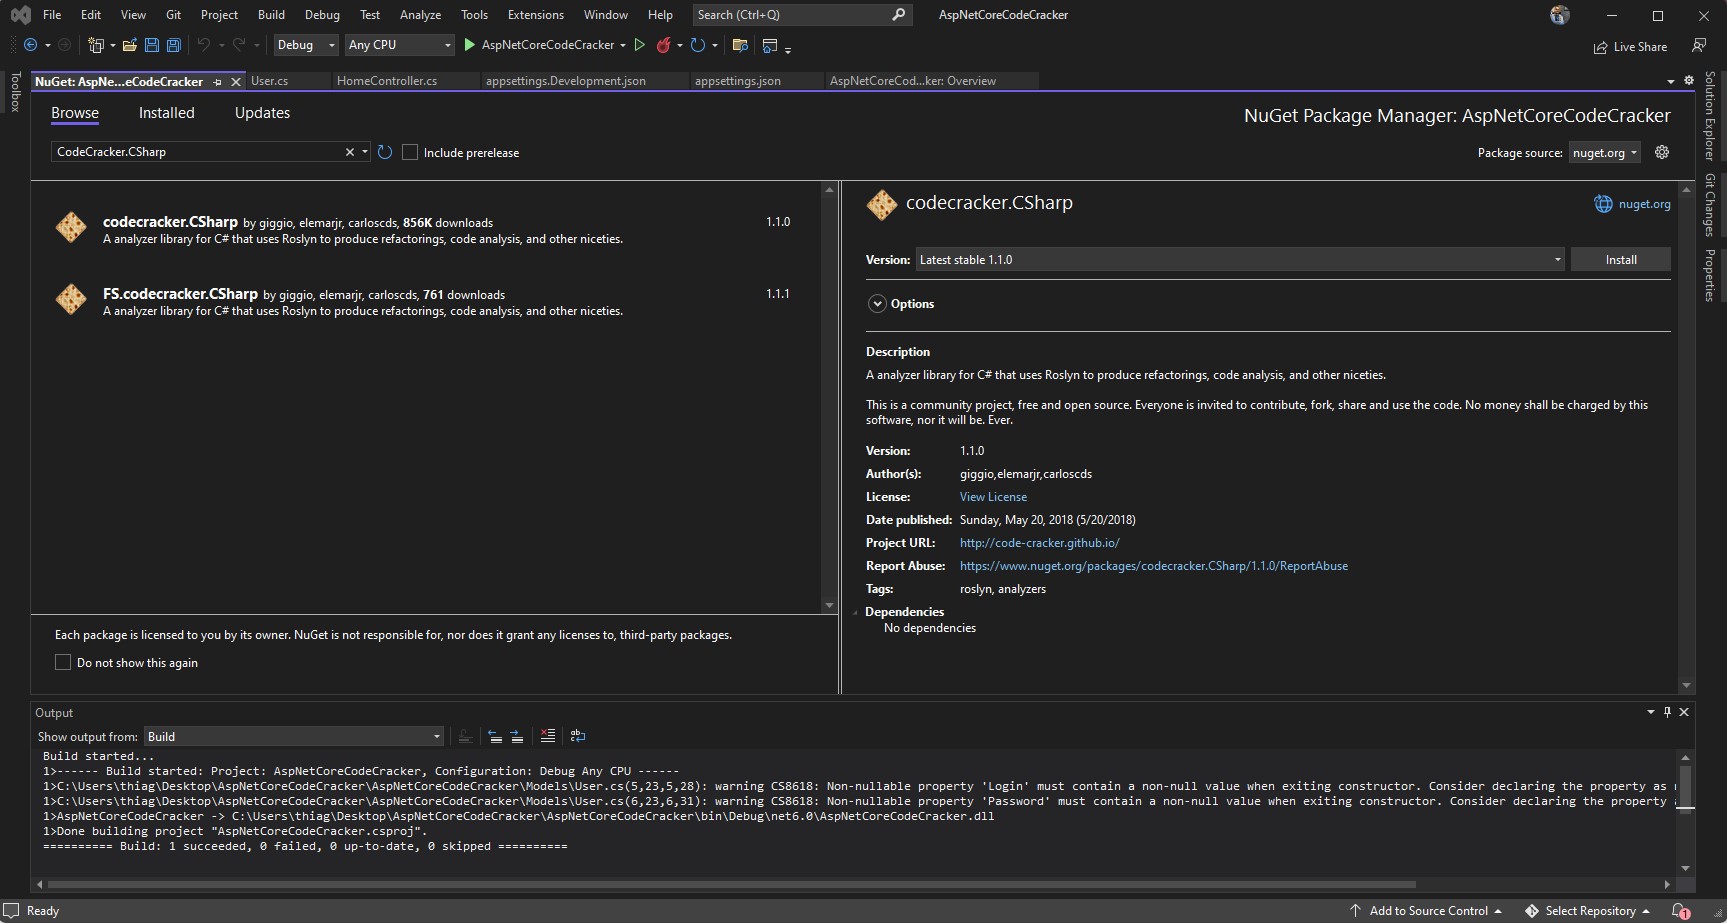 File Edit View Git Project Build Debug Test Analyze Tools Extensions Window Help Search (Ctrl+Q) AspNetCoreCodeCracker
Debug Any CPU AspNetCoreCodeCracker Live Share
Toolbox
NuGet: AspNe...eCodeCracker User.cs HomeController.cs appsettings.Development.json appsettings.json AspNetCoreCod...ker: Overview
Solution Explorer
Git Changes
Properties
Browse Installed Updates
NuGet Package Manager: AspNetCoreCodeCracker
CodeCracker.CSharp Include prerelease
Package source: nuget.org
codecracker.CSharp by giggio, elemarjr, carloscds, 856K downloads 1.1.0
A analyzer library for C# that uses Roslyn to produce refactorings, code analysis, and other niceties.
FS.codecracker.CSharp by giggio, elemarjr, carloscds, 761 downloads 1.1.1
A analyzer library for C# that uses Roslyn to produce refactorings, code analysis, and other niceties.
Each package is licensed to you by its owner. NuGet is not responsible for, nor does it grant any licenses to, third-party packages.
Do not show this again
codecracker.CSharp nuget.org
Version: Latest stable 1.1.0 Install
Options
Description
A analyzer library for C# that uses Roslyn to produce refactorings, code analysis, and other niceties.
This is a community project, free and open source. Everyone is invited to contribute, fork, share and use the code. No money shall be charged by this
software, nor it will be. Ever.
Version: 1.1.0
Author(s): giggio,elemarjr,carloscds
License: View License
Date published: Sunday, May 20, 2018 (5/20/2018)
Project URL: http://code-cracker.github.io/
Report Abuse: https://www.nuget.org/packages/codecracker.CSharp/1.1.0/ReportAbuse
Tags: roslyn, analyzers
Dependencies
No dependencies
Output
Show output from: Build
Build started...
1>------ Build started: Project: AspNetCoreCodeCracker, Configuration: Debug Any CPU ------
1>C:\Users\thiag\Desktop\AspNetCoreCodeCracker\AspNetCoreCodeCracker\Models\User.cs(5,23,5,28): warning CS8618: Non-nullable property 'Login' must contain a non-null value when exiting constructor. Consider declaring the property as
1>C:\Users\thiag\Desktop\AspNetCoreCodeCracker\AspNetCoreCodeCracker\Models\User.cs(6,23,6,31): warning CS8618: Non-nullable property 'Password' must contain a non-null value when exiting constructor. Consider declaring the property
1>AspNetCoreCodeCracker -> C:\Users\thiag\Desktop\AspNetCoreCodeCracker\AspNetCoreCodeCracker\bin\Debug\net6.0\AspNetCoreCodeCracker.dll
1>Done building project "AspNetCoreCodeCracker.csproj".
========== Build: 1 succeeded, 0 failed, 0 up-to-date, 0 skipped ==========
Ready Add to Source Control Select Repository 1